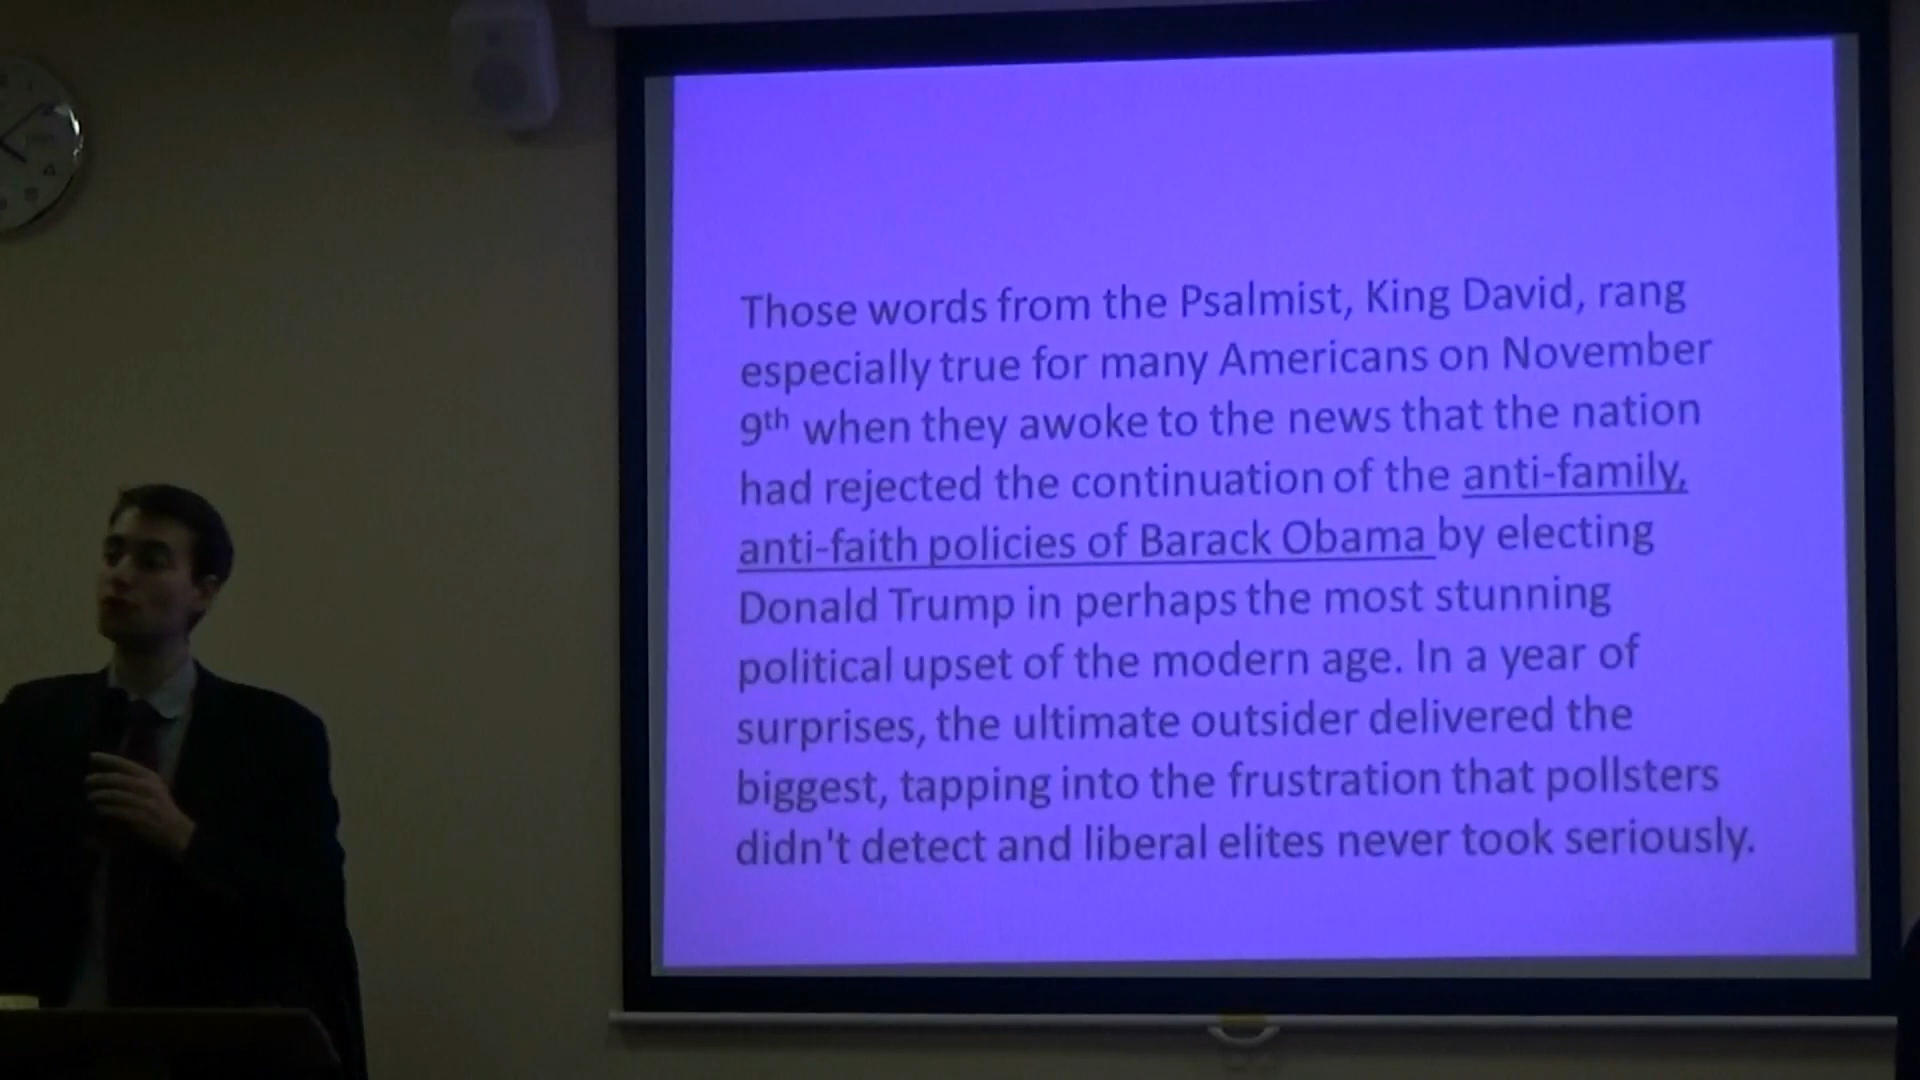 Those words from the Psalmist, King David, rang
especially true for many Americans on November
9th when they awoke to the news that the nation
had rejected the continuation of the anti-family,
anti-faith policies of Barack Obama by electing
Donald Trump in perhaps the most stunning
political upset of the modern age. In a year of
surprises, the ultimate outsider delivered the
biggest, tapping into the frustration that pollsters
didn't detect and liberal elites never took seriously.